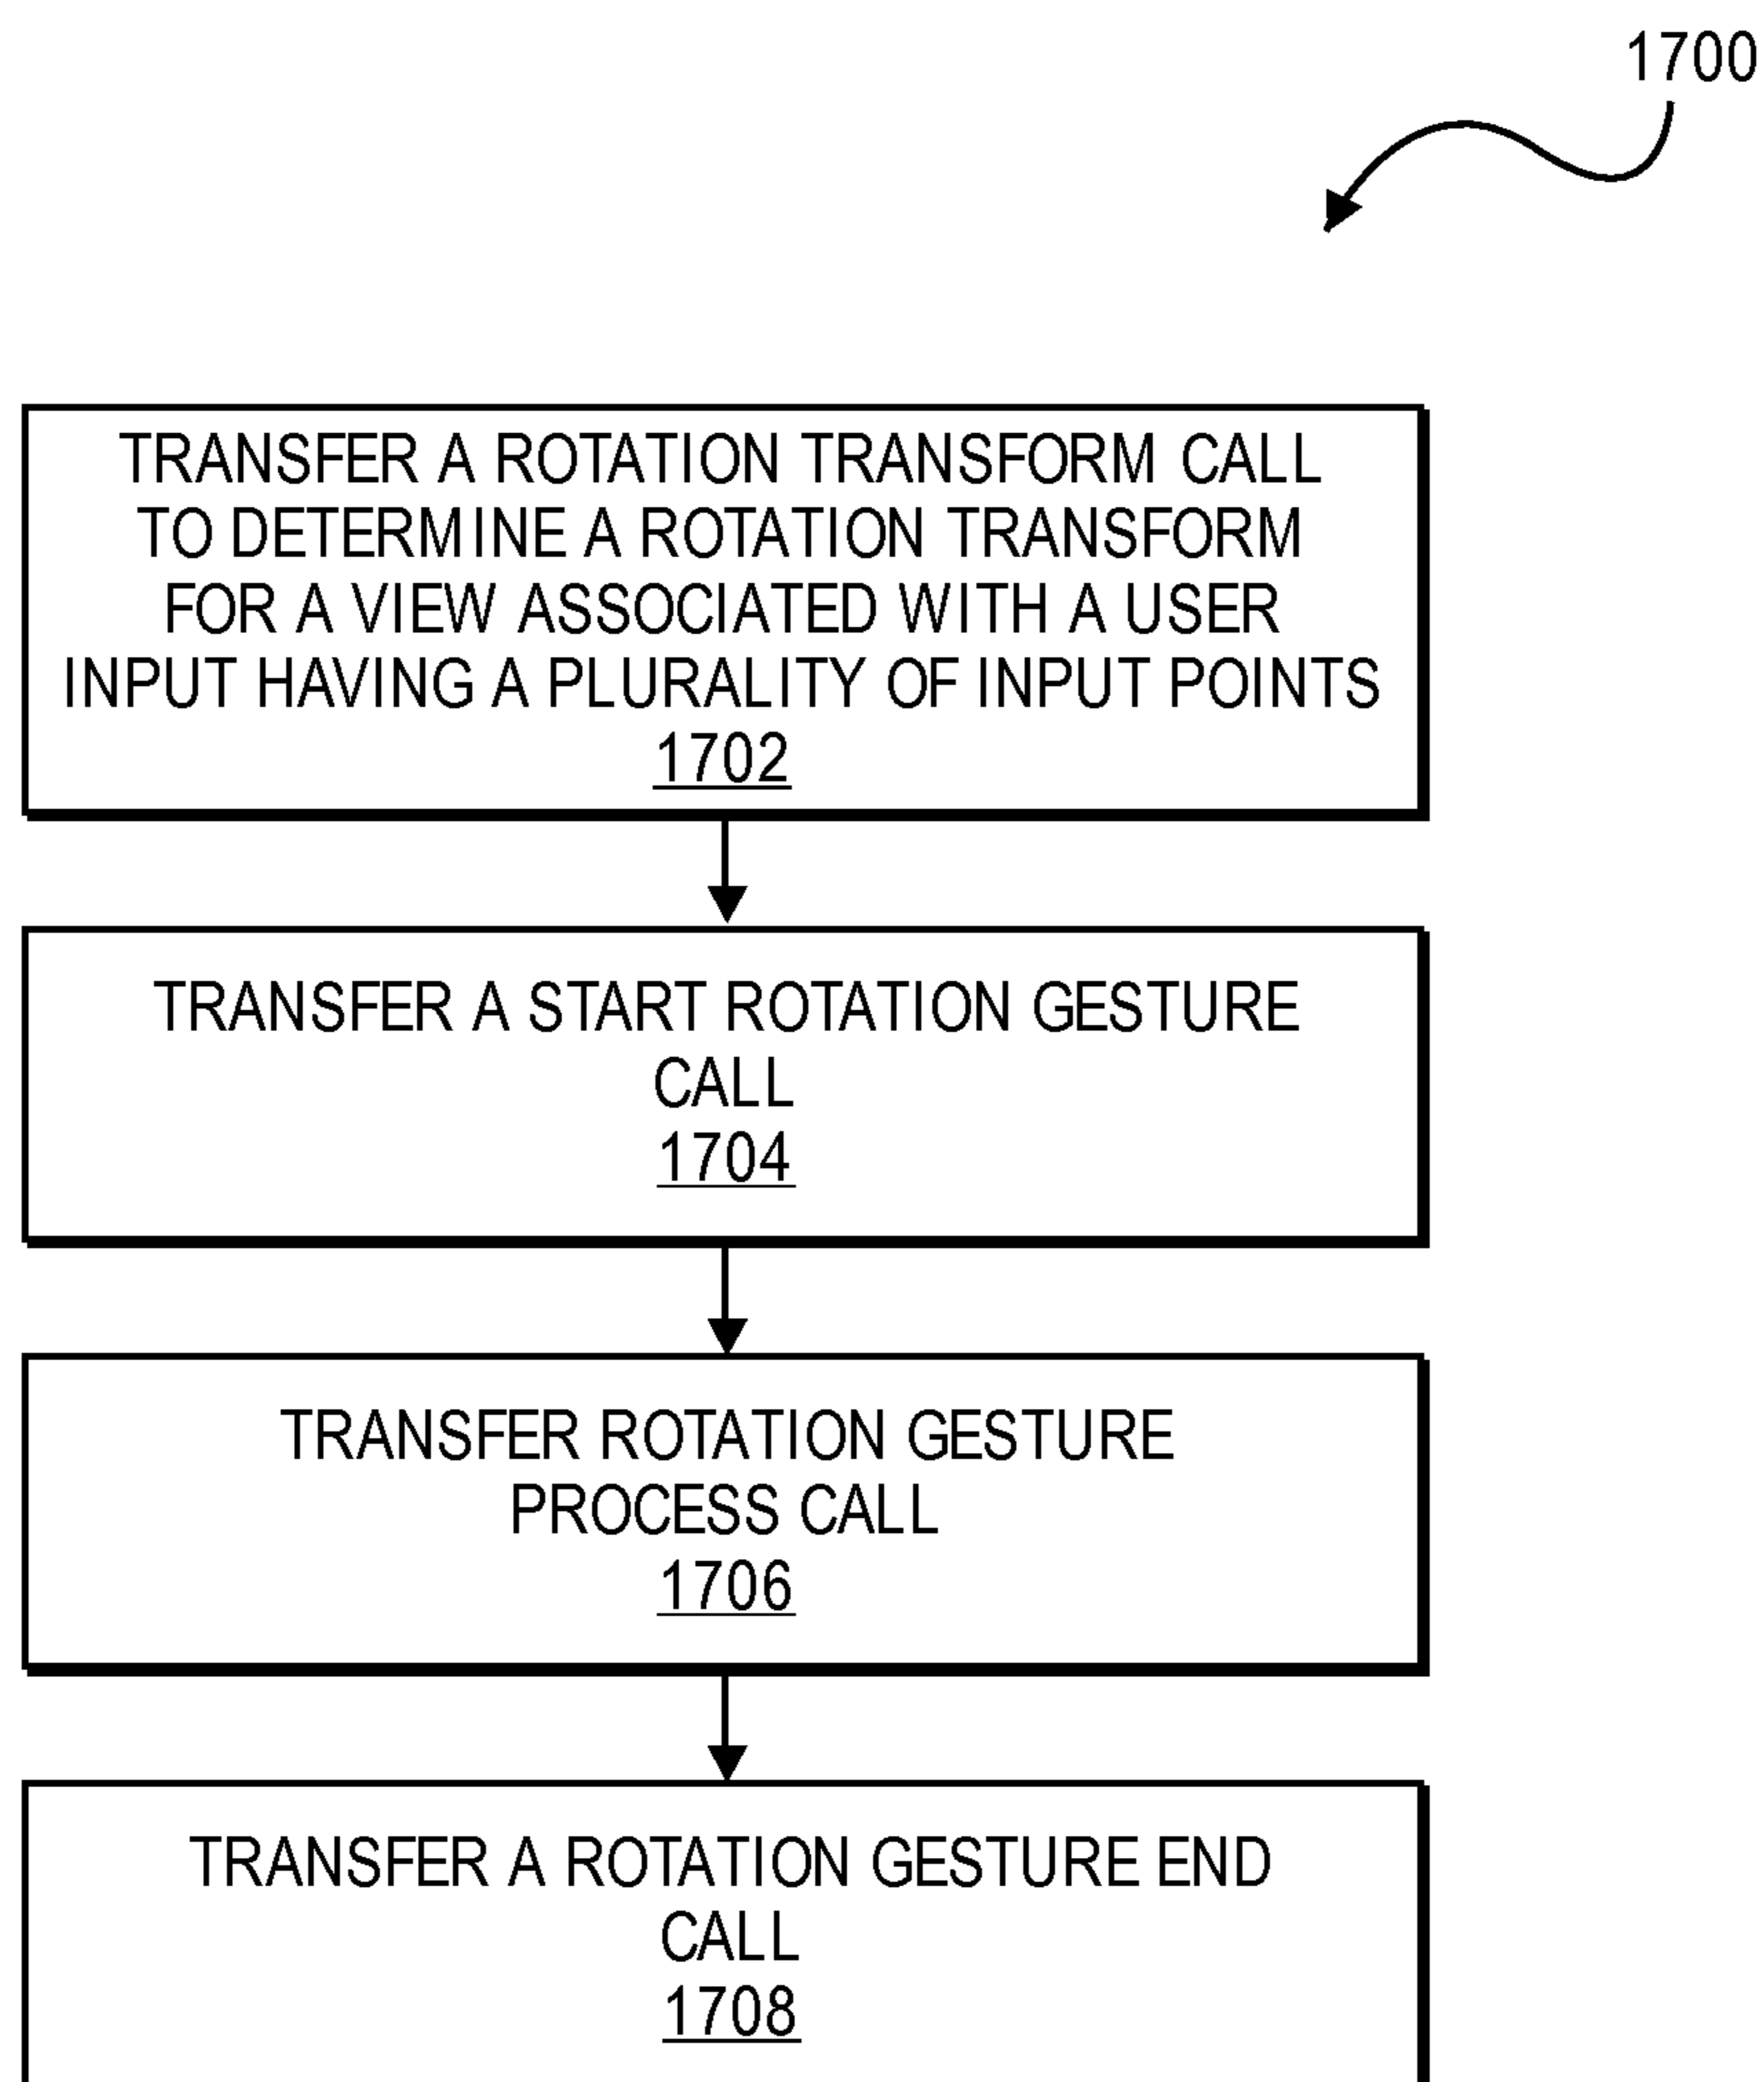 1700
TRANSFER A ROTATION TRANSFORM CALL
TO DETERMINE A ROTATION TRANSFORM
FOR A VIEW ASSOCIATED WITH A USER
INPUT HAVING A PLURALITY OF INPUT POINTS
1702
TRANSFER A START ROTATION GESTURE
CALL
1704
TRANSFER ROTATION GESTURE
PROCESS CALL
1706
TRANSFER A ROTATION GESTURE END
CALL
1708